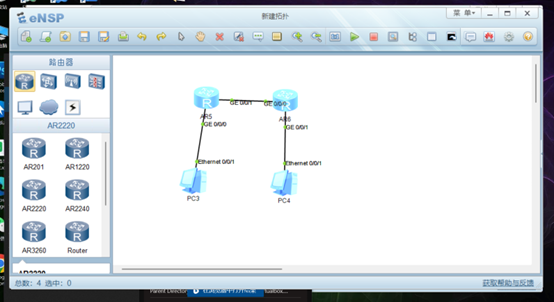 eNSP
新建拓扑
菜 单
路由器
AR2220
AR201 AR1220
AR2220 AR2240
AR3260 Router
AR2220
GE 0/0/1 GE 0/0/0
AR5 AR6
GE 0/0/0 GE 0/0/1
Ethernet 0/0/1 Ethernet 0/0/1
PC3 PC4
总数: 4 选中: 0
获取帮助与反馈
Parent Director